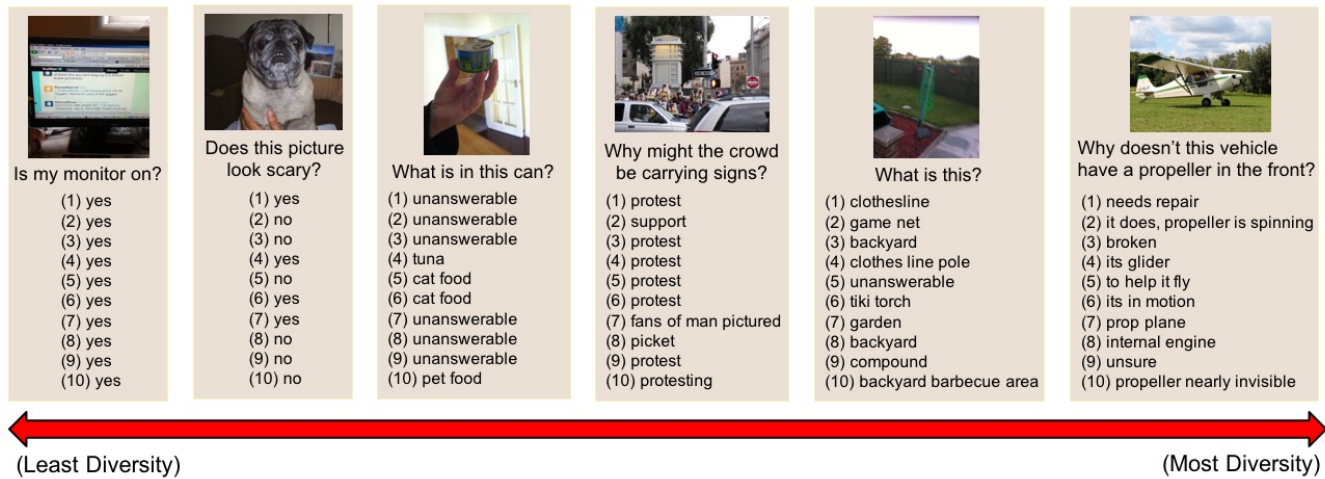 Is my monitor on?
(1) yes
(2) yes
(3) yes
(4) yes
(5) yes
(6) yes
(7) yes
(8) yes
(9) yes
(10) yes
Does this picture
look scary?
(1) yes
(2) no
(3) no
(4) yes
(5) no
(6) yes
(7) yes
(8) no
(9) no
(10) no
What is in this can?
(1) unanswerable
(2) unanswerable
(3) unanswerable
(4) tuna
(5) cat food
(6) cat food
(7) unanswerable
(8) unanswerable
(9) unanswerable
(10) pet food
Why might the crowd
be carrying signs?
(1) protest
(2) support
(3) protest
(4) protest
(5) protest
(6) protest
(7) fans of man pictured
(8) picket
(9) protest
(10) protesting
What is this?
(1) clothesline
(2) game net
(3) backyard
(4) clothes line pole
(5) unanswerable
(6) tiki torch
(7) garden
(8) backyard
(9) compound
(10) backyard barbecue area
Why doesn't this vehicle
have a propeller in the front?
(1) needs repair
(2) it does, propeller is spinning
(3) broken
(4) its glider
(5) to help it fly
(6) its in motion
(7) prop plane
(8) internal engine
(9) unsure
(10) propeller nearly invisible
(Least Diversity)
(Most Diversity)